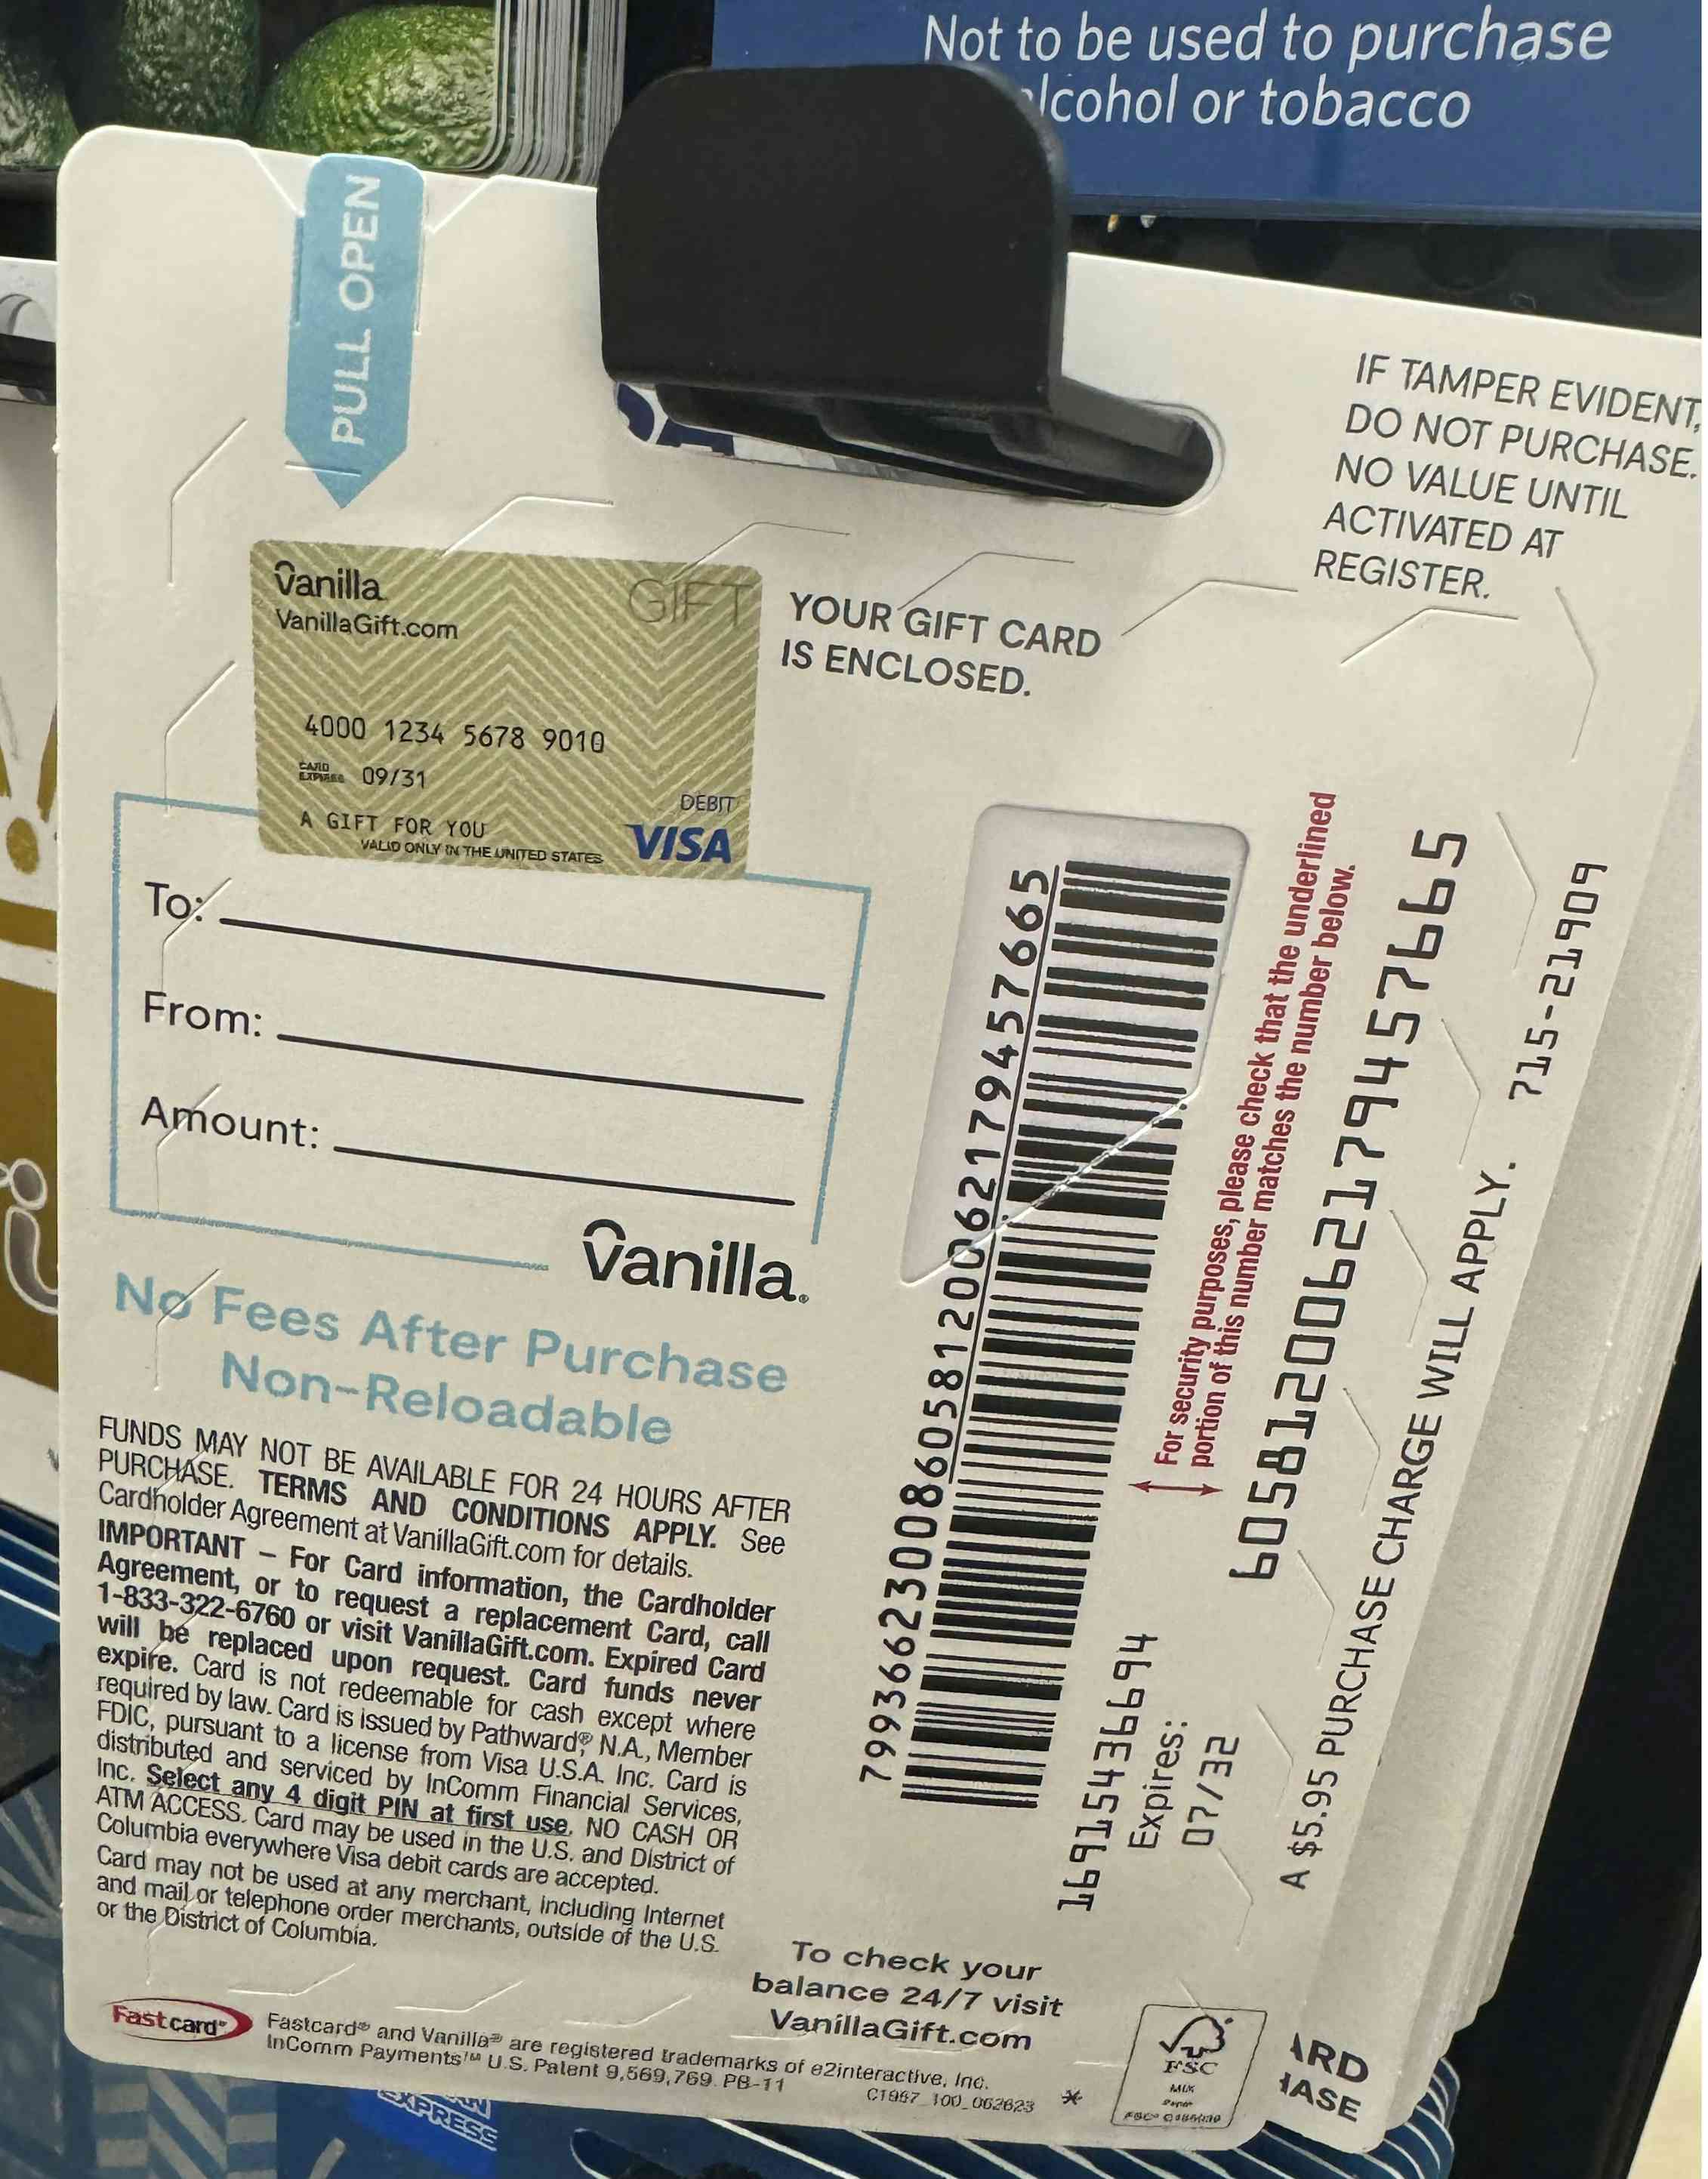 Not to be used to purchase
alcohol or tobacco
PULL OPEN
IF TAMPER EVIDENT,
DO NOT PURCHASE.
NO VALUE UNTIL
ACTIVATED AT
REGISTER.
Vanilla
GIFT
VanillaGift.com
4000 1234 5678 9010
CARD
EXPIRES 09/31
A GIFT FOR YOU
DEBIT
VALID ONLY IN THE UNITED STATES
VISA
YOUR GIFT CARD
IS ENCLOSED.
To:
From:
Amount:
Vanilla®
No Fees After Purchase
Non-Reloadable
FUNDS MAY NOT BE AVAILABLE FOR 24 HOURS AFTER
PURCHASE. TERMS AND CONDITIONS APPLY. See
Cardholder Agreement at VanillaGift.com for details.
IMPORTANT – For Card information, the Cardholder
Agreement, or to request a replacement Card, call
1-833-322-6760 or visit VanillaGift.com. Expired Card
will be replaced upon request. Card funds never
expire. Card is not redeemable for cash except where
required by law. Card is issued by Pathward®, N.A., Member
FDIC, pursuant to a license from Visa U.S.A. Inc. Card is
distributed and serviced by InComm Financial Services,
Inc. Select any 4 digit PIN at first use. NO CASH OR
ATM ACCESS. Card may be used in the U.S. and District of
Columbia everywhere Visa debit cards are accepted.
Card may not be used at any merchant, including Internet
and mail or telephone order merchants, outside of the U.S.
or the District of Columbia.
799366230086058120062179457665
For security purposes, please check that the underlined
portion of this number matches the number below.
6058120062179457665
16915436694
Expires:
07/32
A $5.95 PURCHASE CHARGE WILL APPLY. 715-21909
To check your
balance 24/7 visit
VanillaGift.com
Fastcard®
Fastcard® and Vanilla® are registered trademarks of e2interactive, Inc.
InComm Payments™ U.S. Patent 9,569,769. PB-11
C1987_100_062623
*
FSC
MIX
Paper
ARD
HASE
EXPRESS